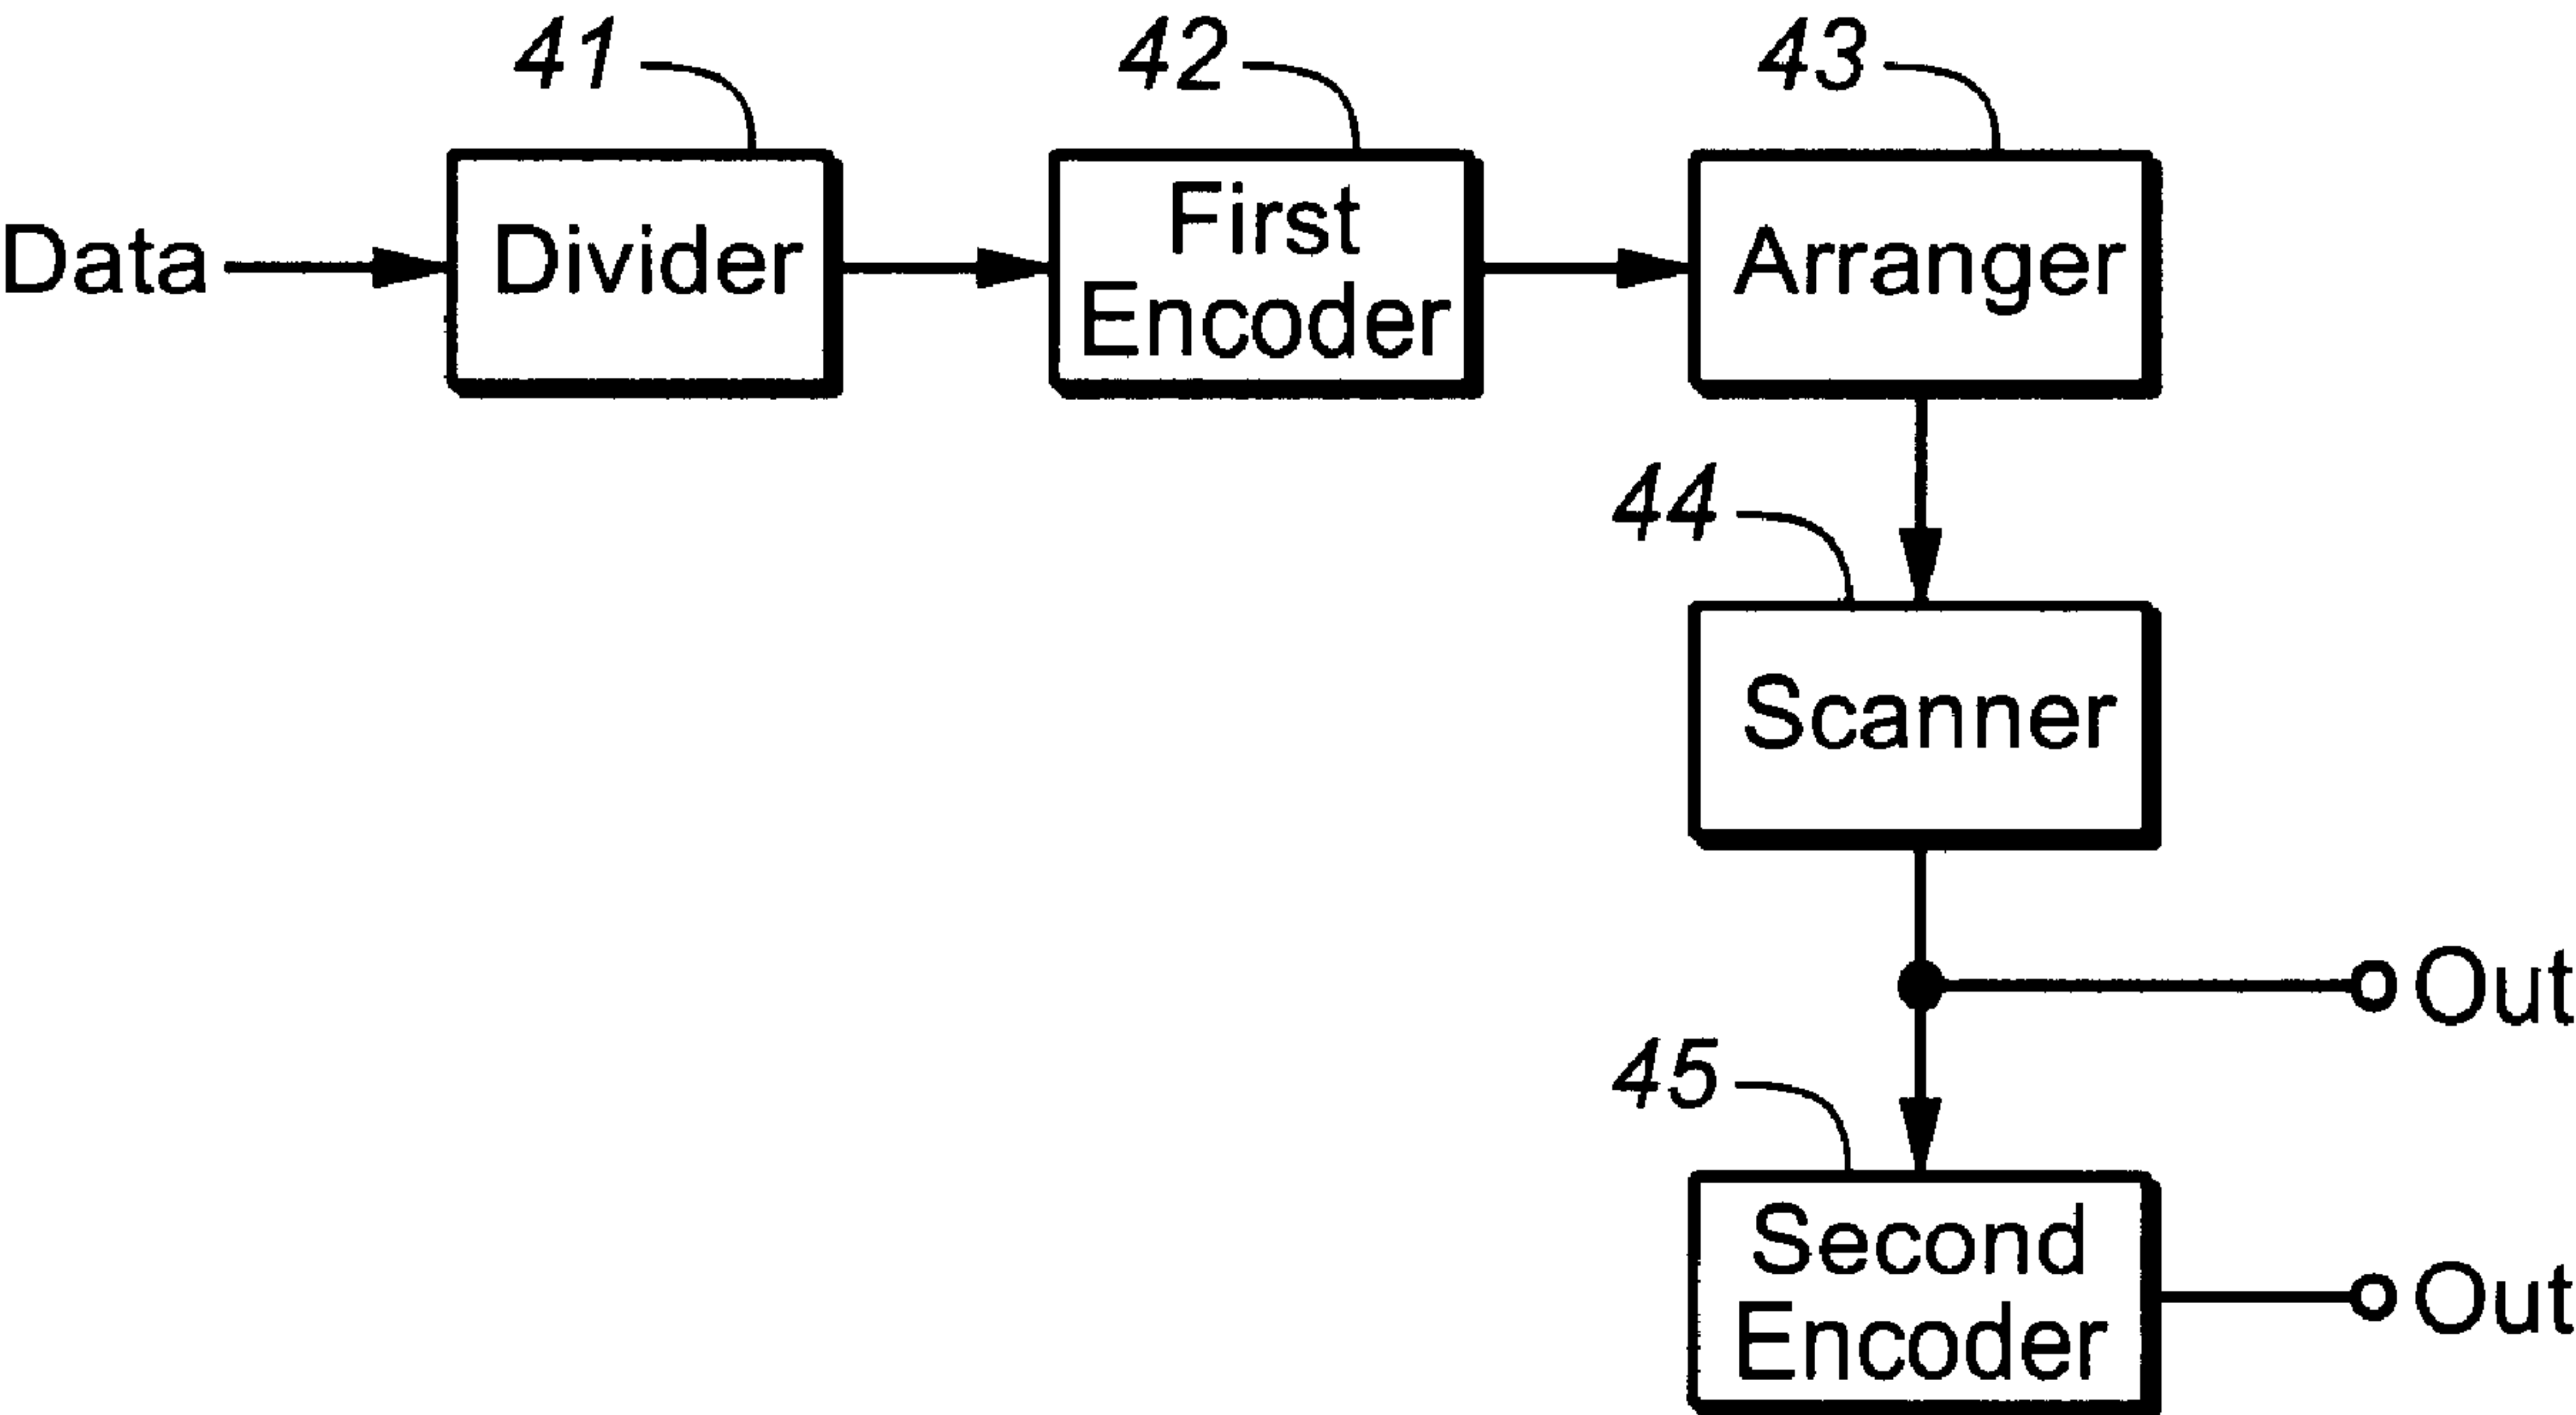 41
42
43
Data
Divider
First
Encoder
Arranger
44
Scanner
Out
45
Second
Encoder
Out